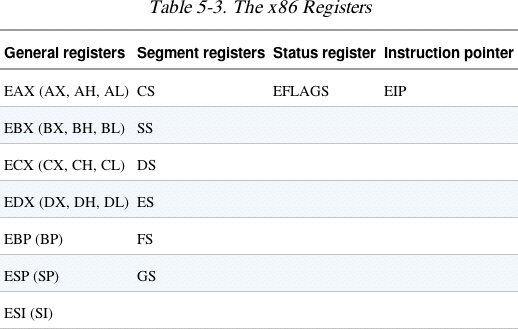 Table 5-3. The x86 Registers
General registers Segment registers Status register Instruction pointer
EAX (AX, AH, AL) CS EFLAGS EIP
EBX (BX, BH, BL) SS
ECX (CX, CH, CL) DS
EDX (DX, DH, DL) ES
EBP (BP) FS
ESP (SP) GS
ESI (SI)